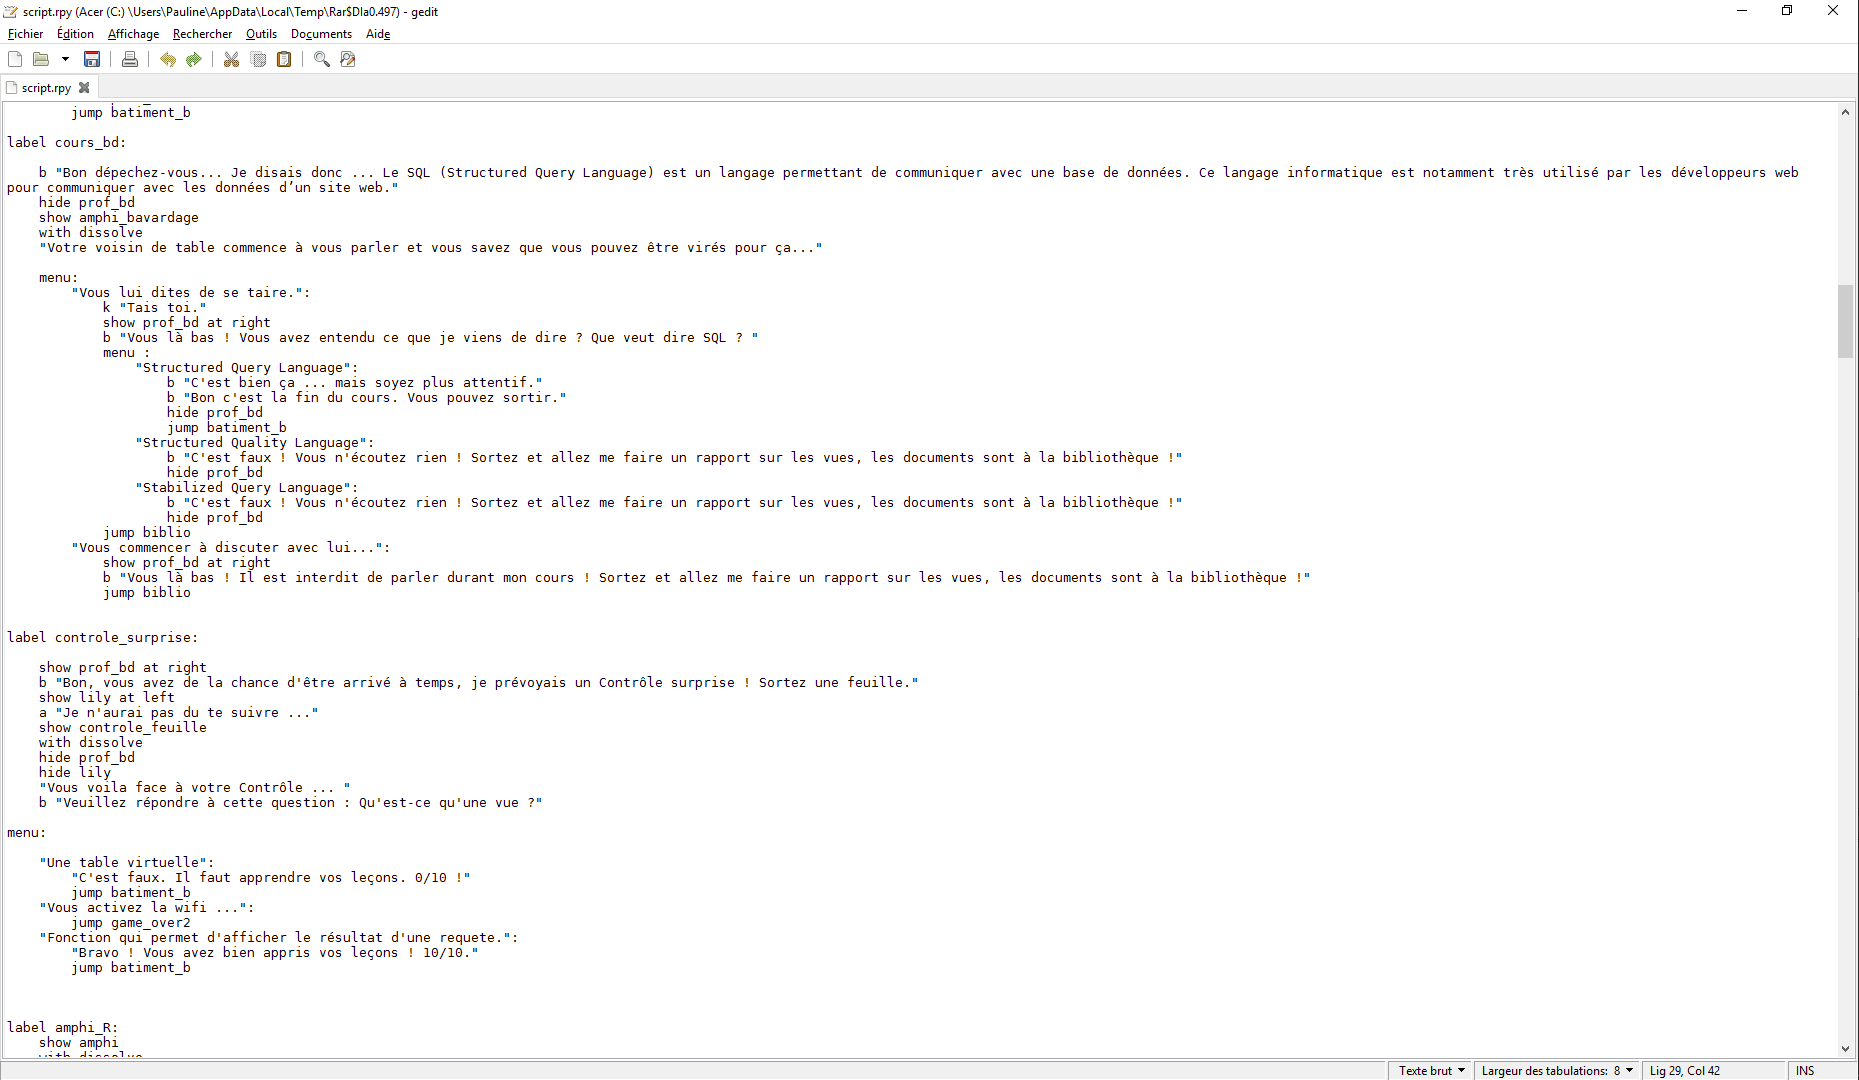 script.rpy (Acer (C:) \Users\Pauline\AppData\Local\Temp\Rar$DIa0.497) - gedit
Fichier Édition Affichage Rechercher Outils Documents Aide
script.rpy
jump batiment_b
label cours_bd:
b "Bon dépechez-vous... Je disais donc ... Le SQL (Structured Query Language) est un langage permettant de communiquer avec une base de données. Ce langage informatique est notamment très utilisé par les développeurs web
pour communiquer avec les données d’un site web."
hide prof_bd
show amphi_bavardage
with dissolve
"Votre voisin de table commence à vous parler et vous savez que vous pouvez être virés pour ça..."
menu:
"Vous lui dites de se taire.":
k "Tais toi."
show prof_bd at right
b "Vous là bas ! Vous avez entendu ce que je viens de dire ? Que veut dire SQL ? "
menu :
"Structured Query Language":
b "C'est bien ça ... mais soyez plus attentif."
b "Bon c'est la fin du cours. Vous pouvez sortir."
hide prof_bd
jump batiment_b
"Structured Quality Language":
b "C'est faux ! Vous n'écoutez rien ! Sortez et allez me faire un rapport sur les vues, les documents sont à la bibliothèque !"
hide prof_bd
"Stabilized Query Language":
b "C'est faux ! Vous n'écoutez rien ! Sortez et allez me faire un rapport sur les vues, les documents sont à la bibliothèque !"
hide prof_bd
jump biblio
"Vous commencer à discuter avec lui...":
show prof_bd at right
b "Vous là bas ! Il est interdit de parler durant mon cours ! Sortez et allez me faire un rapport sur les vues, les documents sont à la bibliothèque !"
jump biblio
label controle_surprise:
show prof_bd at right
b "Bon, vous avez de la chance d'être arrivé à temps, je prévoyais un Contrôle surprise ! Sortez une feuille."
show lily at left
a "Je n'aurai pas du te suivre ..."
show controle_feuille
with dissolve
hide prof_bd
hide lily
"Vous voila face à votre Contrôle ... "
b "Veuillez répondre à cette question : Qu'est-ce qu'une vue ?"
menu:
"Une table virtuelle":
"C'est faux. Il faut apprendre vos leçons. 0/10 !"
jump batiment_b
"Vous activez la wifi ...":
jump game_over2
"Fonction qui permet d'afficher le résultat d'une requete.":
"Bravo ! Vous avez bien appris vos leçons ! 10/10."
jump batiment_b
label amphi_R:
show amphi
with dissolve
Texte brut Largeur des tabulations: 8 Lig 29, Col 42 INS